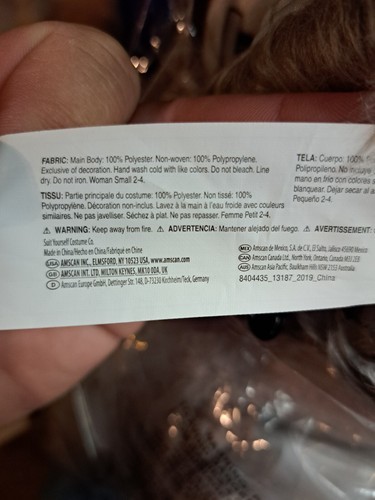 FABRIC: Main Body: 100% Polyester. Non-woven: 100% Polypropylene.
Exclusive of decoration. Hand wash cold with like colors. Do not bleach. Line
dry. Do not iron. Woman Small 2-4.
TISSU: Partie principale du costume: 100% Polyester. Non tissé: 100%
Polypropylène. Décoration non-inclus. Lavez à la main à l'eau froide avec couleurs
similaires. Ne pas javelliser. Séchez à plat. Ne pas repasser. Femme Petit 2-4.
TELA: Cuerpo: 100%
Polipropileno. No incluye
mano en frío con colores s
blanquear. Dejar secar al a
Pequeño 2-4.
⚠ WARNING: Keep away from fire. ⚠ ADVERTENCIA: Mantener alejado del fuego. ⚠ AVERTISSEMENT:
Suit Yourself Costume Co.
Made in China/Hecho en China/Fabriqué en Chine
USA AMSCAN INC., ELMSFORD, NY 10523 USA, www.amscan.com
GB AMSCAN INT. LTD, MILTON KEYNES, MK10 0DA, UK
D Amscan Europe GmbH, Dettinger Str. 148, D-73230 Kirchheim/Teck, Germany
MEX Amscan de Mexico, S.A. de C.V., El Salto, Jalisco 45690 Mexico
CAN Amscan Canada Ltd., North York, Ontario, Canada M3J 2E8
AUS Amscan Asia Pacific, Baulkham Hills NSW 2153 Australia
8404435_13187_2019_China